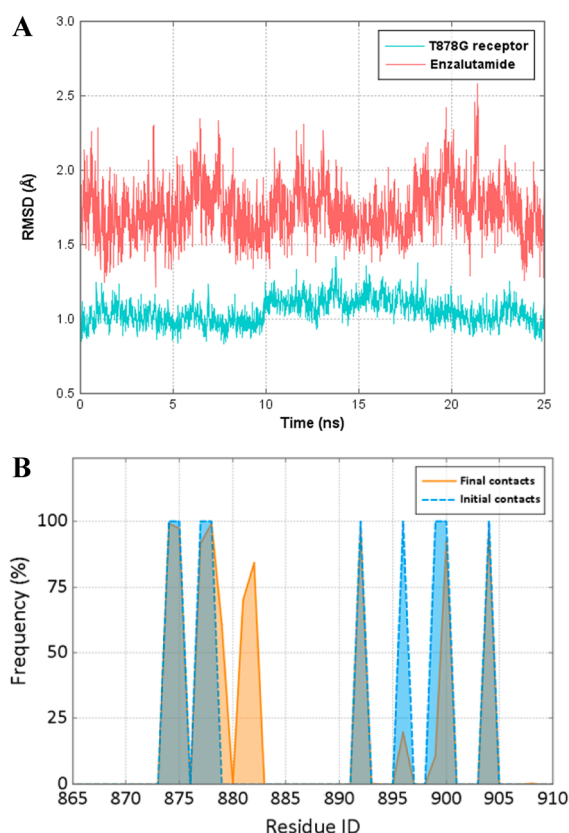 A
3.0
2.5
2.0
1.5
1.0
0.5
RMSD (Å)
T878G receptor
Enzalutamide
0 5 10 15 20 25
Time (ns)
B
Final contacts
Initial contacts
100
75
50
25
0
Frequency (%)
865 870 875 880 885 890 895 900 905 910
Residue ID